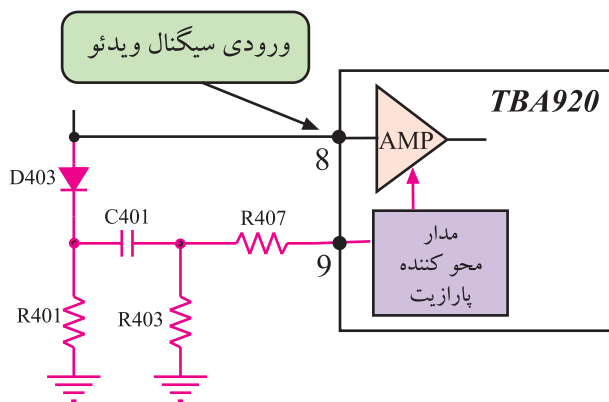 ورودی سیگنال ویدئو
TBA920
AMP
8
D403
C401
R407
9
مدار
محو کننده
پارازیت
R401
R403